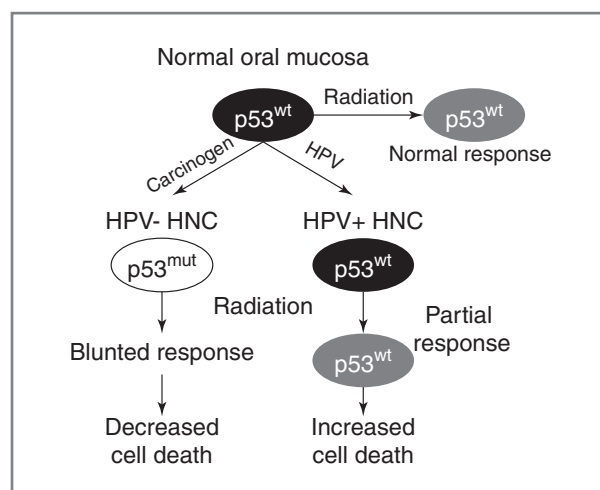 Normal oral mucosa
p53wt
Radiation
p53wt
Normal response
Carcinogen
HPV
HPV- HNC
HPV+ HNC
p53mut
p53wt
Radiation
Partial
response
Blunted response
p53wt
Decreased
cell death
Increased
cell death